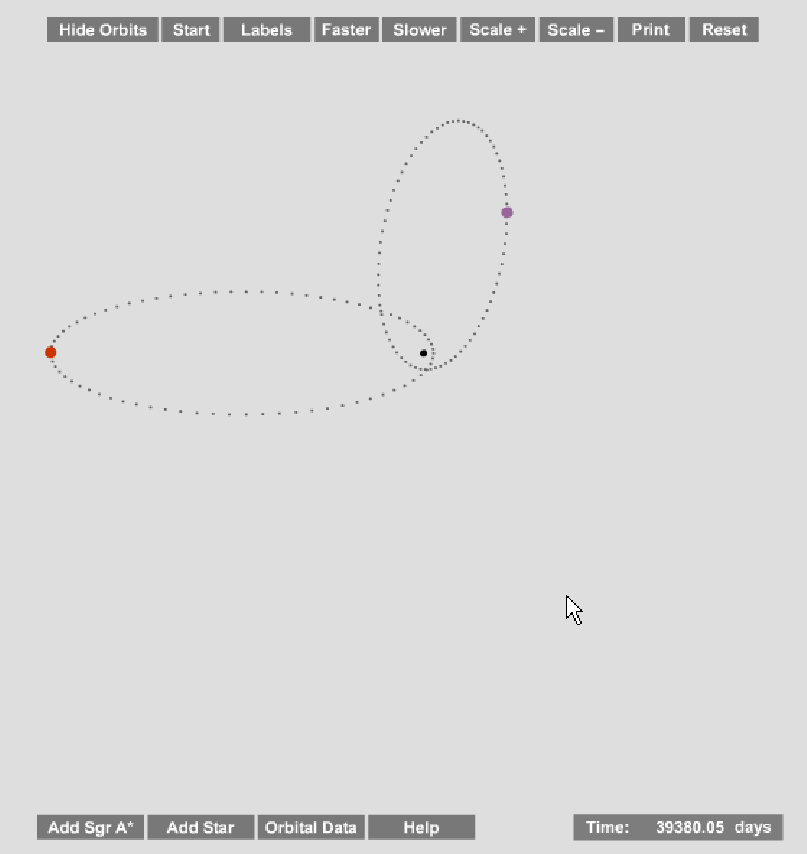 Hide Orbits Start Labels Faster Slower Scale + Scale – Print Reset
Add Sgr A* Add Star Orbital Data Help Time: 39380.05 days